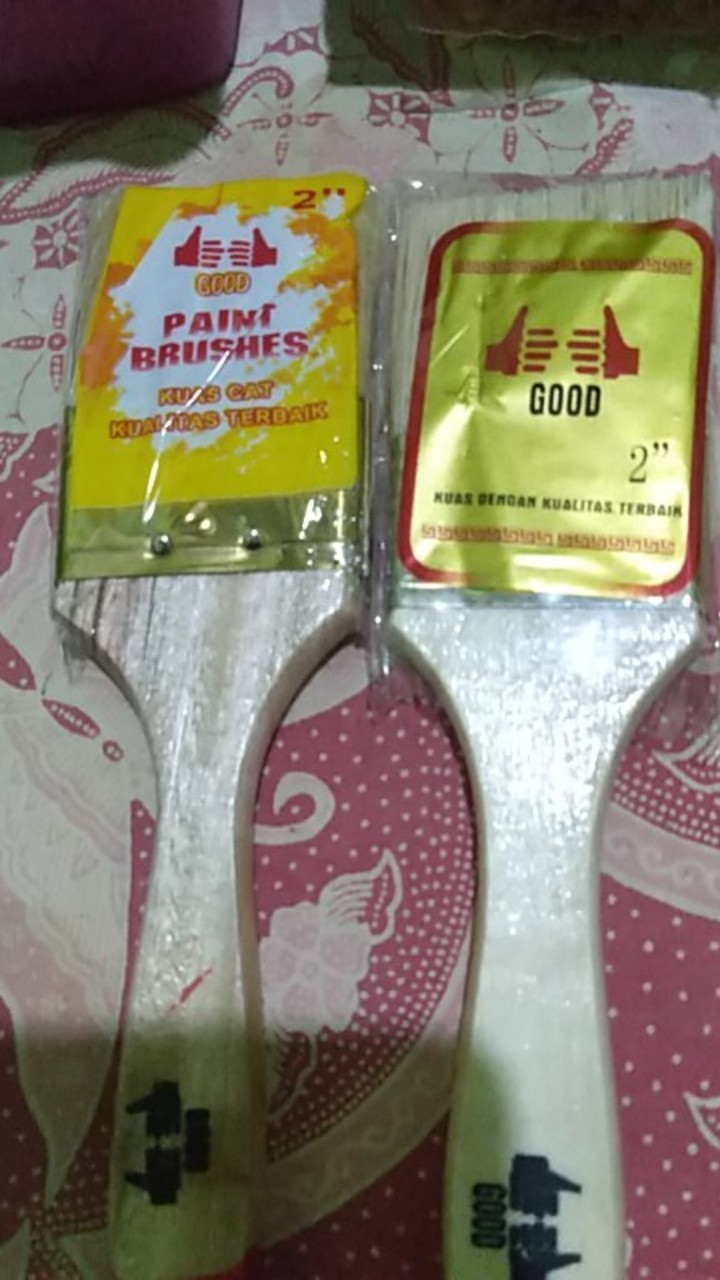 2"
GOOD
PAINT
BRUSHES
KUAS CAT
KUALITAS TERBAIK
GOOD
2"
KUAS DENGAN KUALITAS TERBAIK
GOOD